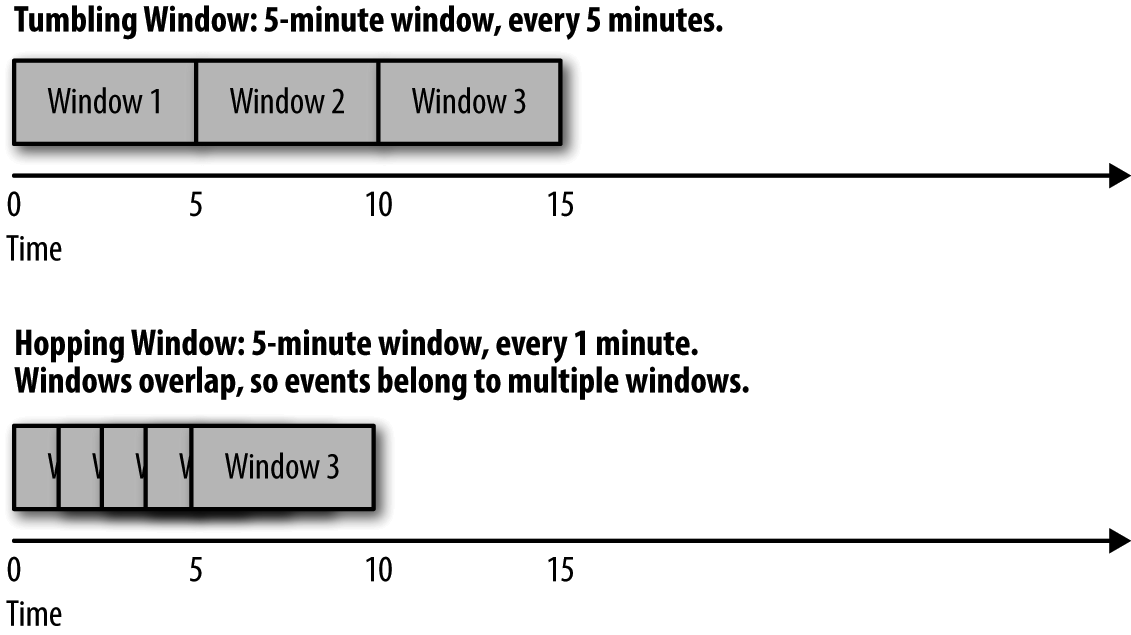 Tumbling Window: 5-minute window, every 5 minutes.
Window 1 Window 2 Window 3
0 5 10 15
Time
Hopping Window: 5-minute window, every 1 minute.
Windows overlap, so events belong to multiple windows.
Window 3
0 5 10 15
Time